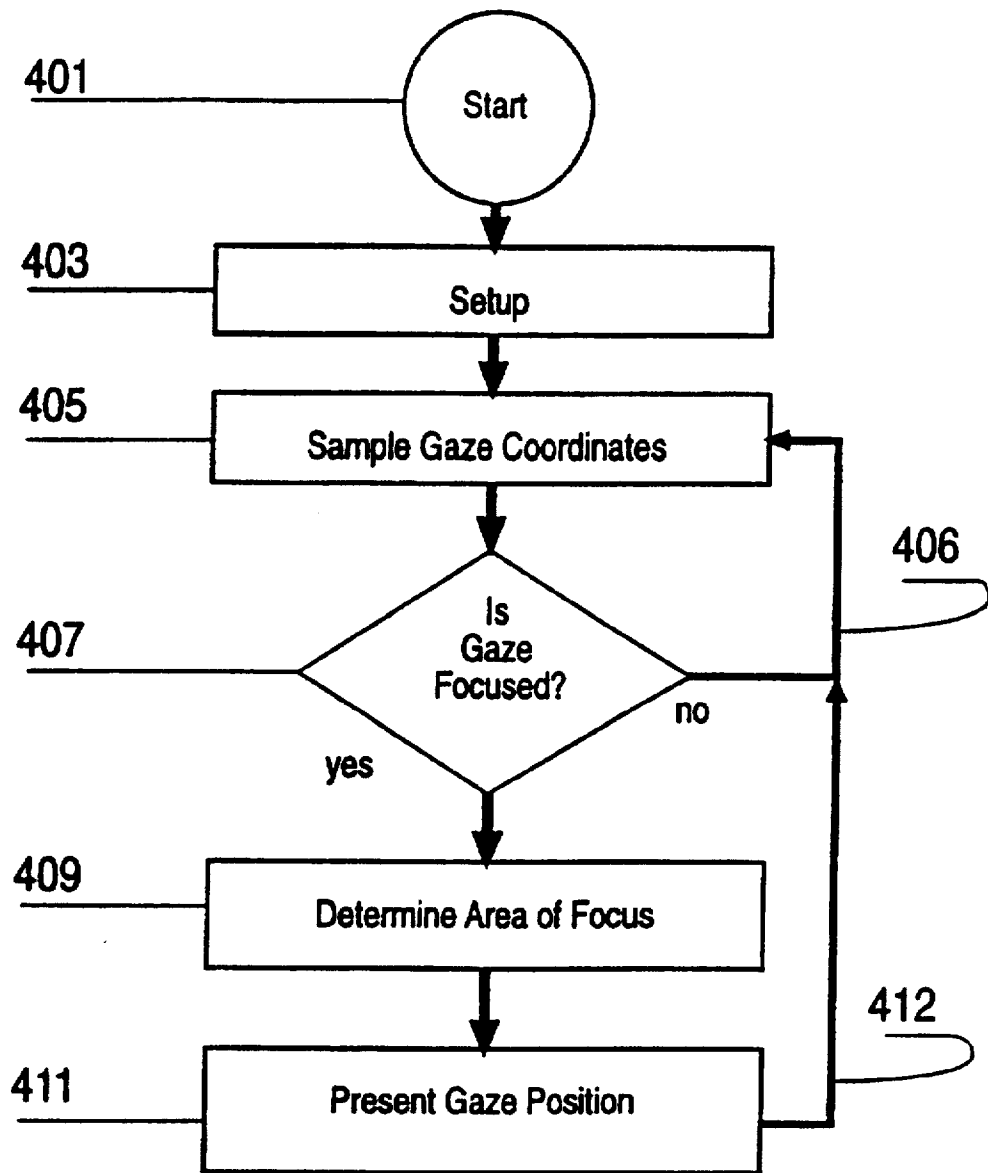 401
Start
403
Setup
405
Sample Gaze Coordinates
406
407
Is
Gaze
Focused?
no
yes
409
Determine Area of Focus
412
411
Present Gaze Position